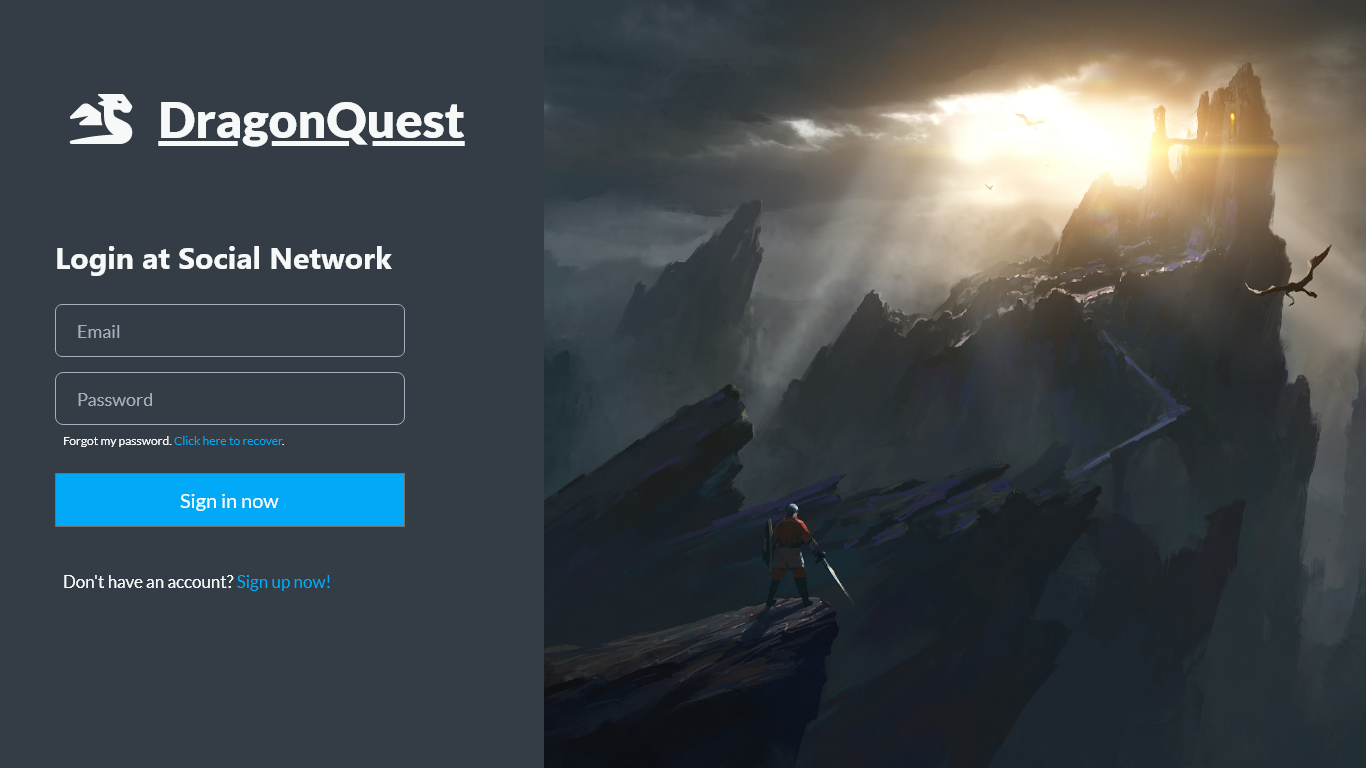 DragonQuest
Login at Social Network
Email
Password
Forgot my password. Click here to recover.
Sign in now
Don't have an account? Sign up now!